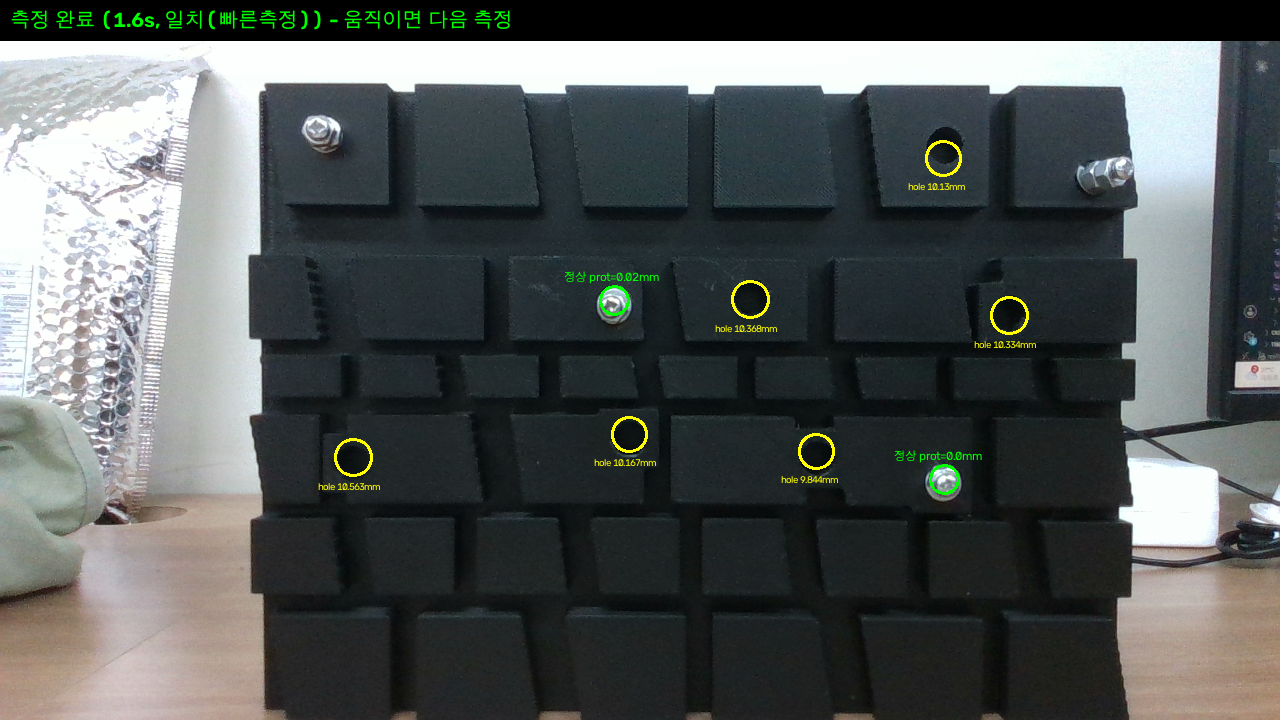 측정 완료 (1.6s, 일치(빠른측정)) - 움직이면 다음 측정
hole 10.13mm
정상 prot=0.02mm
hole 10.368mm
hole 10.334mm
hole 10.167mm
정상 prot=0.0mm
hole 9.844mm
hole 10.563mm